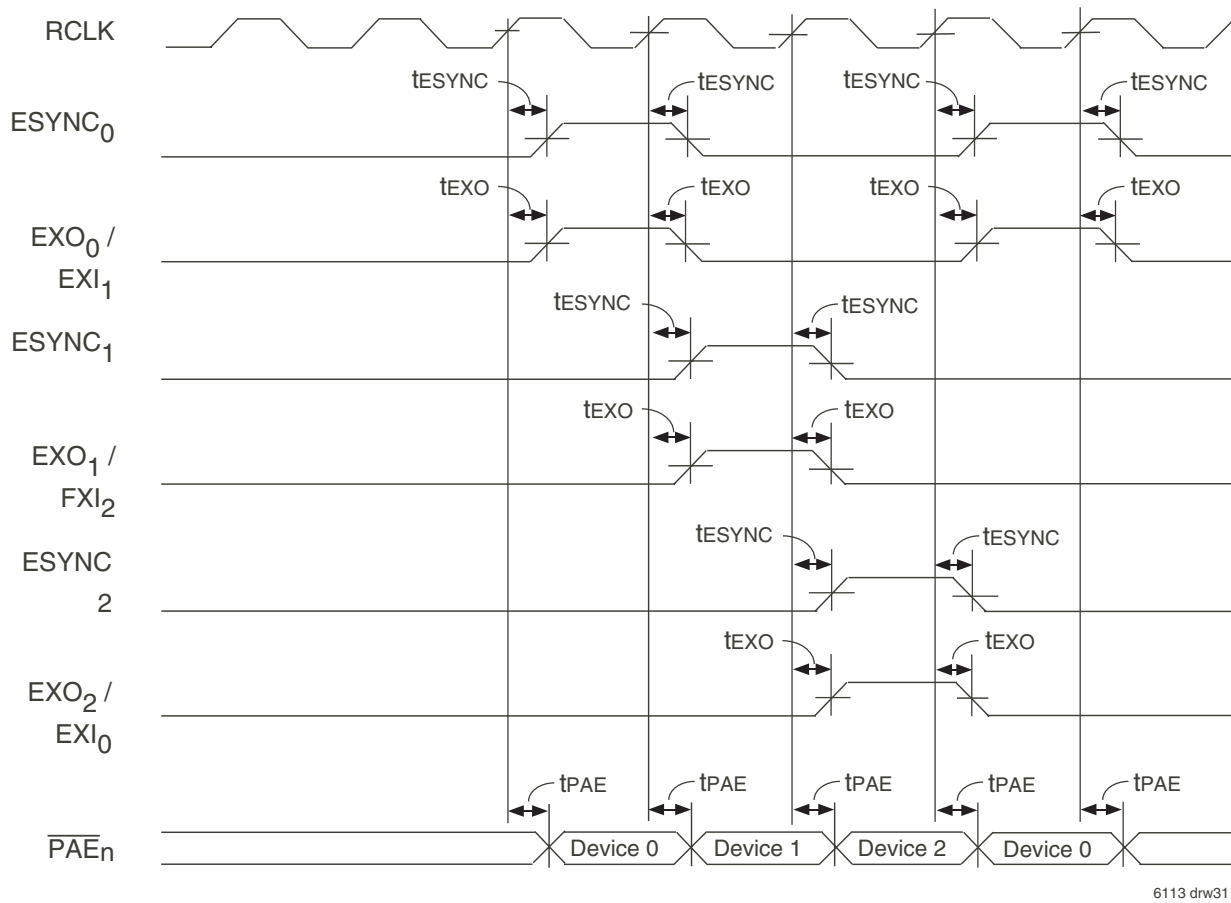 RCLK
tESYNC tESYNC tESYNC tESYNC
ESYNC0
tEXO tEXO tEXO tEXO
EXO0 /
EXI1
tESYNC tESYNC
ESYNC1
tEXO tEXO
EXO1 /
FXI2
tESYNC tESYNC
ESYNC
2
tEXO tEXO
EXO2 /
EXI0
tPAE tPAE tPAE tPAE tPAE
PAEn Device 0 Device 1 Device 2 Device 0
6113 drw31